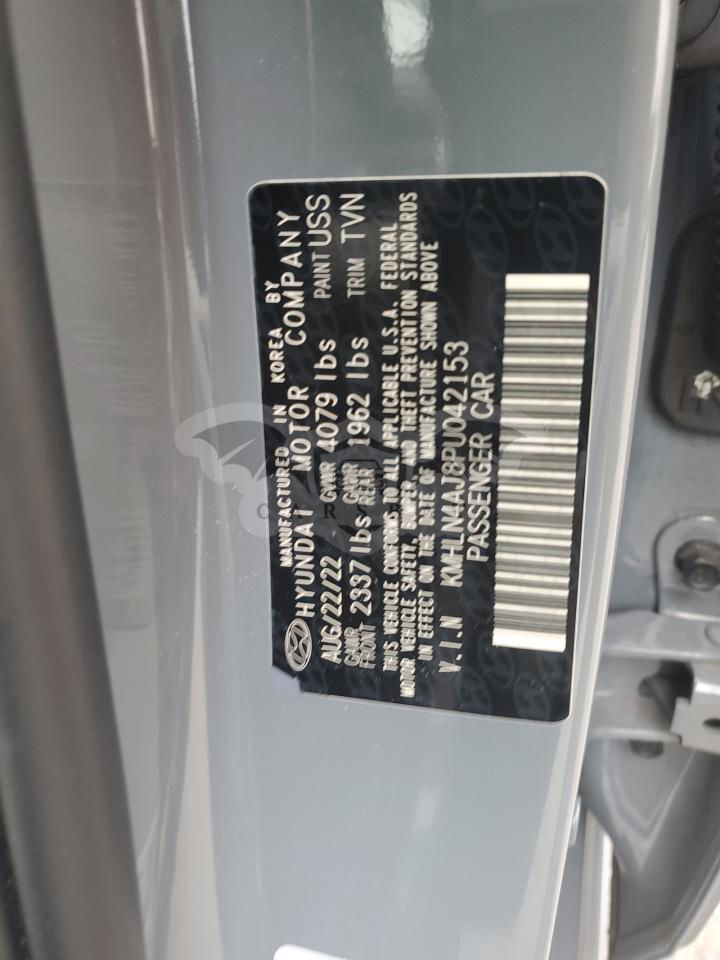 MANUFACTURED IN KOREA BY
HYUNDAI MOTOR COMPANY
AUG/22/22 GVWR 4079 lbs PAINT USS
GAWR FRONT 2337 lbs GAWR REAR 1962 lbs TRIM TVN
THIS VEHICLE CONFORMS TO ALL APPLICABLE U.S.A. FEDERAL
MOTOR VEHICLE SAFETY, BUMPER, AND THEFT PREVENTION STANDARDS
IN EFFECT ON THE DATE OF MANUFACTURE SHOWN ABOVE
V.I.N KMHLN4AJ8PU042153
PASSENGER CAR